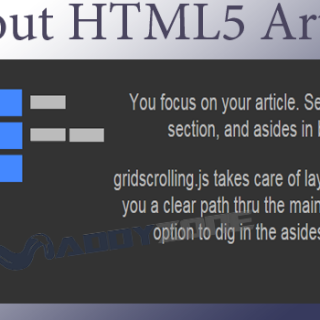 out HTML5 Ar
You focus on your article. Se
section, and asides in
gridscrolling.js takes care of la
you a clear path thru the main
option to dig in the asides